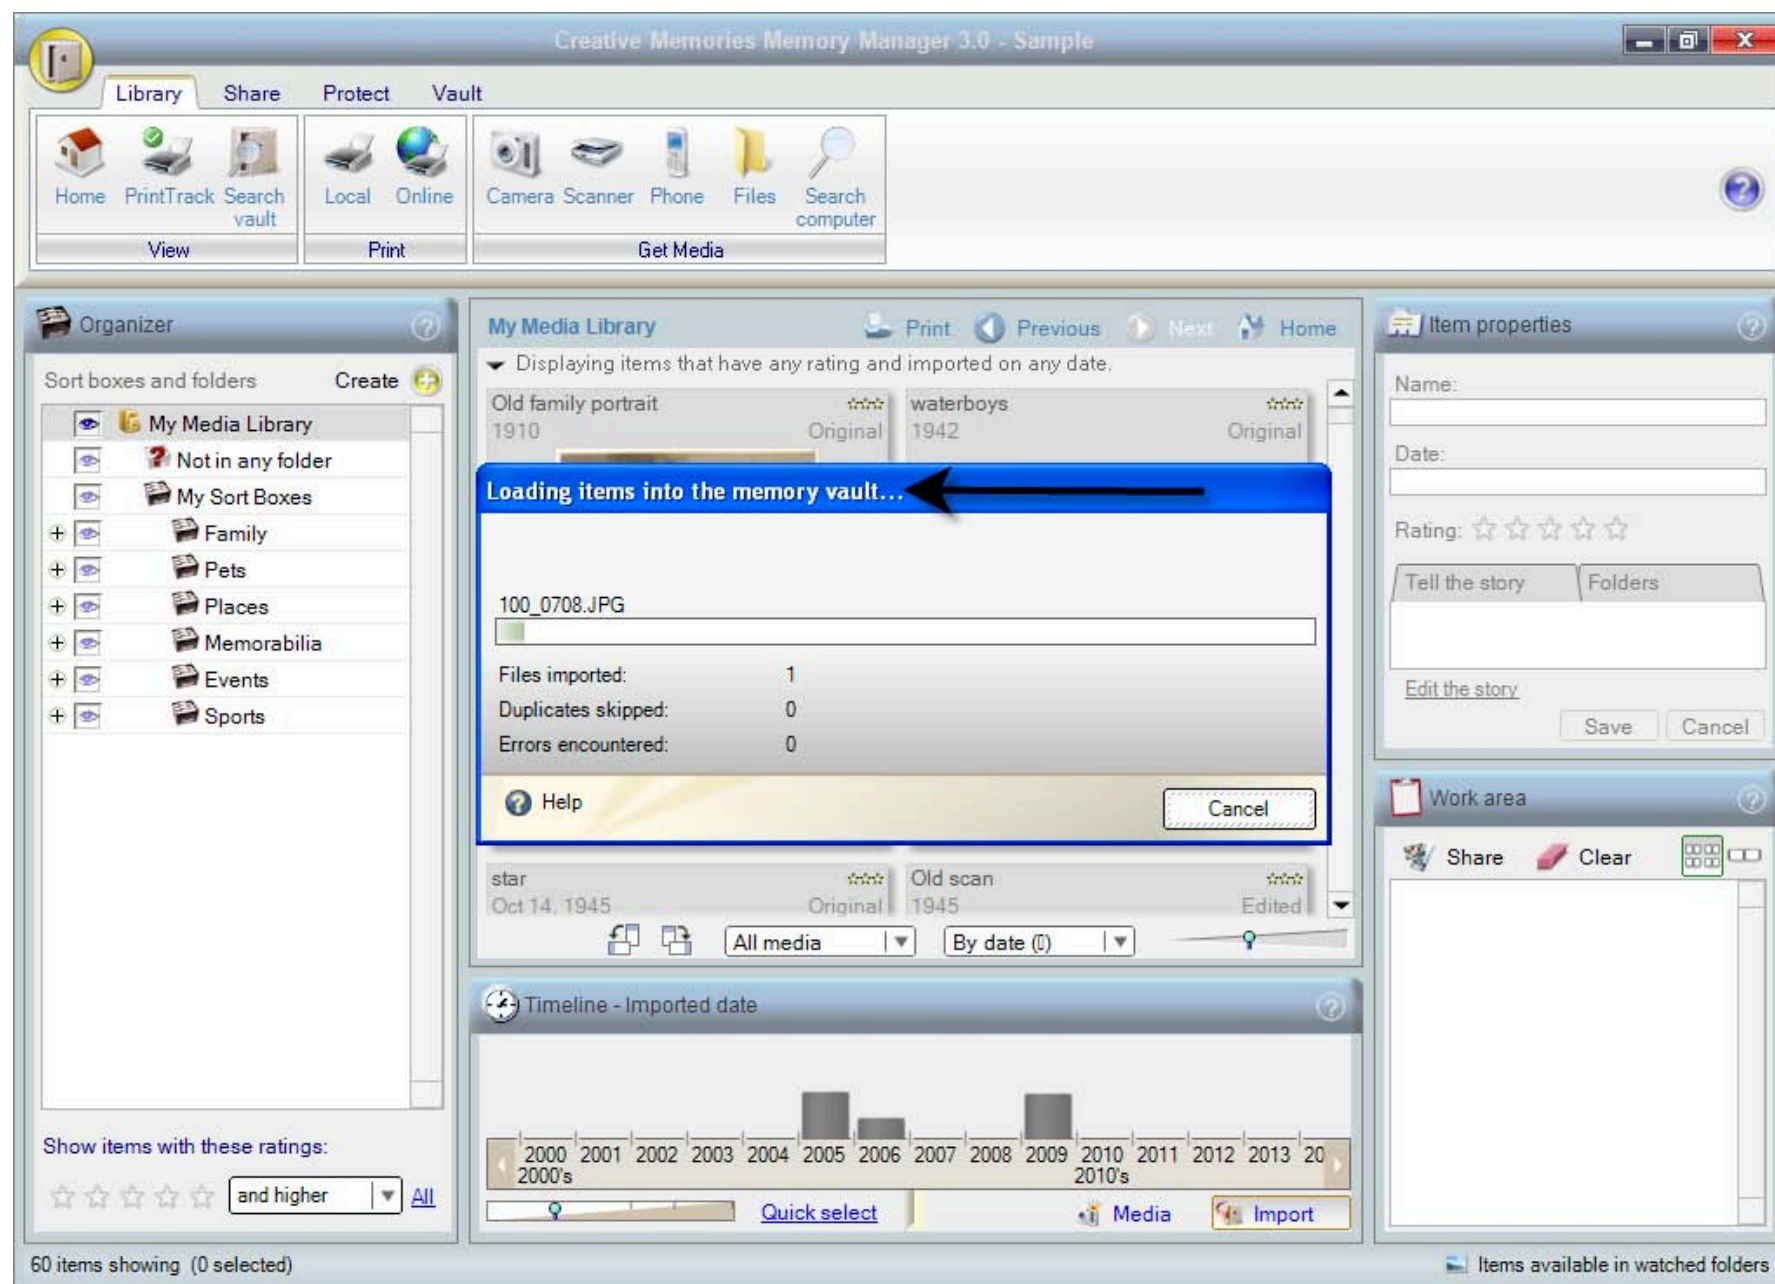 Creative Memories Memory Manager 3.0 - Sample
Library Share Protect Vault
Home PrintTrack Search vault Local Online Camera Scanner Phone Files Search computer
View Print Get Media
Organizer
Sort boxes and folders Create
My Media Library
Not in any folder
My Sort Boxes
Family
Pets
Places
Memorabilia
Events
Sports
Show items with these ratings:
and higher All
My Media Library Print Previous Next Home
Displaying items that have any rating and imported on any date.
Old family portrait waterboys
1910 Original 1942 Original
Loading items into the memory vault...
100_0708.JPG
Files imported: 1
Duplicates skipped: 0
Errors encountered: 0
Help Cancel
star Old scan
Oct 14, 1945 Original 1945 Edited
All media By date
Timeline - Imported date
2000 2001 2002 2003 2004 2005 2006 2007 2008 2009 2010 2011 2012 2013 20
2000's 2010's
Quick select Media Import
Item properties
Name:
Date:
Rating:
Tell the story Folders
Edit the story
Save Cancel
Work area
Share Clear
60 items showing (0 selected) Items available in watched folders